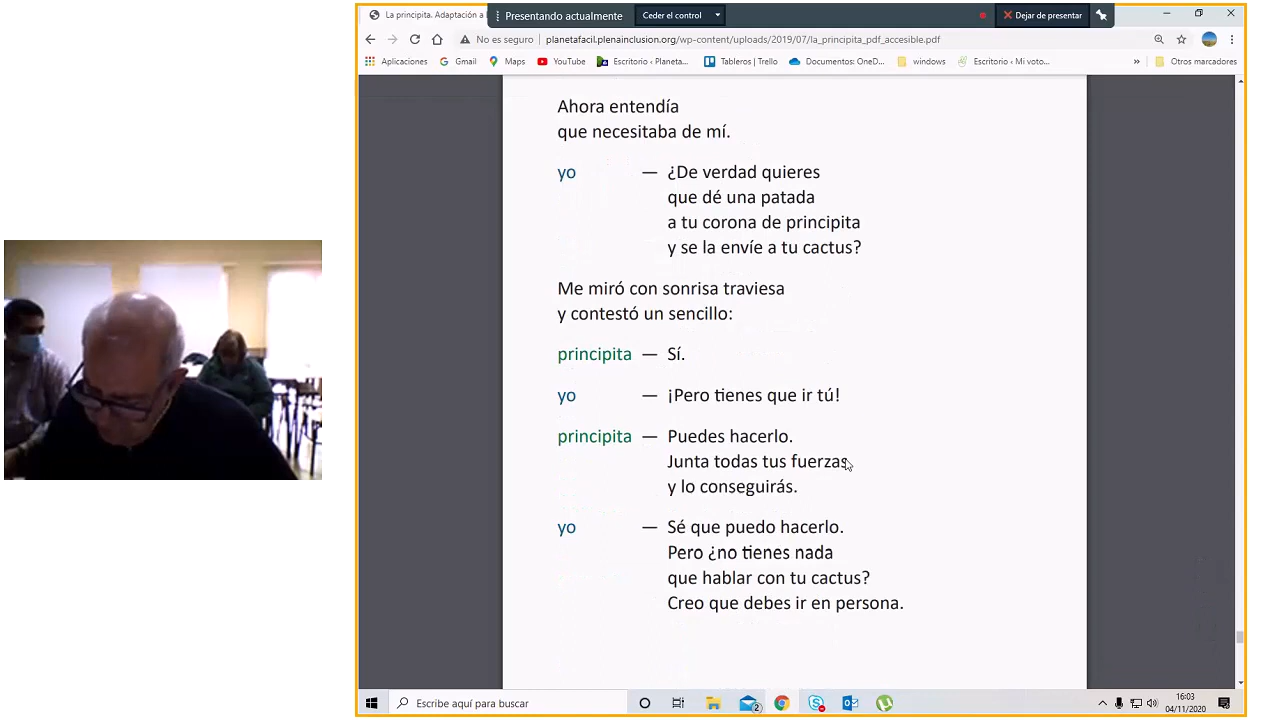 La principita. Adaptación a
Presentando actualmente
Ceder el control
Dejar de presentar
No es seguro
planetafacil.plenainclusion.org/wp-content/uploads/2019/07/la_principita_pdf_accesible.pdf
Aplicaciones
Gmail
Maps
YouTube
Escritorio ‹ Planeta...
Tableros | Trello
Documentos: OneD...
windows
Escritorio ‹ Mi voto...
»
Otros marcadores
Ahora entendía
que necesitaba de mí.
yo — ¿De verdad quieres
que dé una patada
a tu corona de principita
y se la envíe a tu cactus?
Me miró con sonrisa traviesa
y contestó un sencillo:
principita — Sí.
yo — ¡Pero tienes que ir tú!
principita — Puedes hacerlo.
Junta todas tus fuerzas
y lo conseguirás.
yo — Sé que puedo hacerlo.
Pero ¿no tienes nada
que hablar con tu cactus?
Creo que debes ir en persona.
Escribe aquí para buscar
2
16:03
04/11/2020